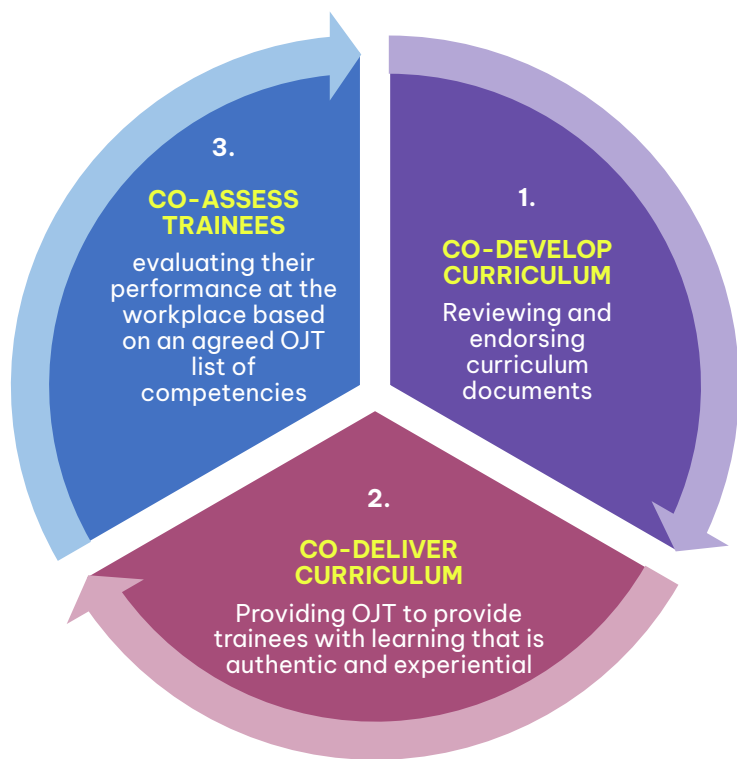 1.
CO-DEVELOP
CURRICULUM
Reviewing and
endorsing
curriculum
documents
2.
CO-DELIVER
CURRICULUM
Providing OJT to provide
trainees with learning that is
authentic and experiential
3.
CO-ASSESS
TRAINEES
evaluating their
performance at the
workplace based
on an agreed OJT
list of
competencies